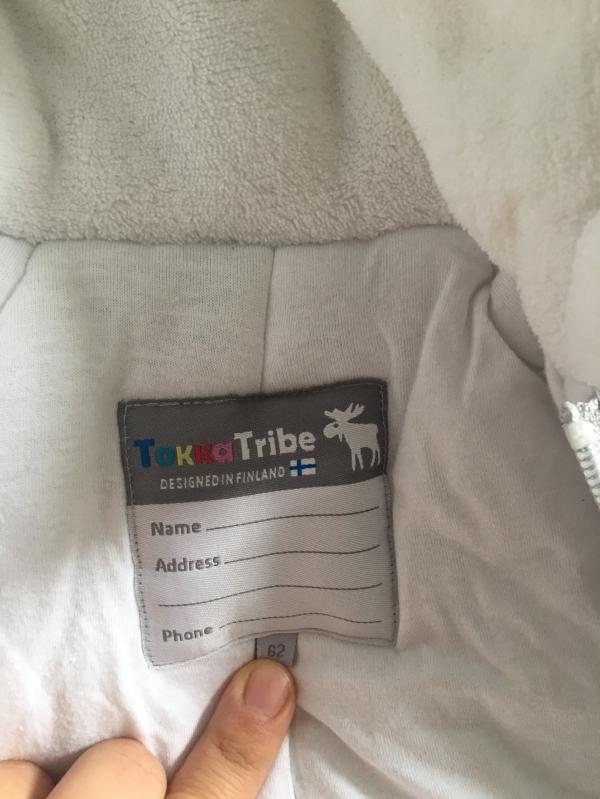 TokkaTribe
DESIGNED IN FINLAND
Name
Address
Phone
62